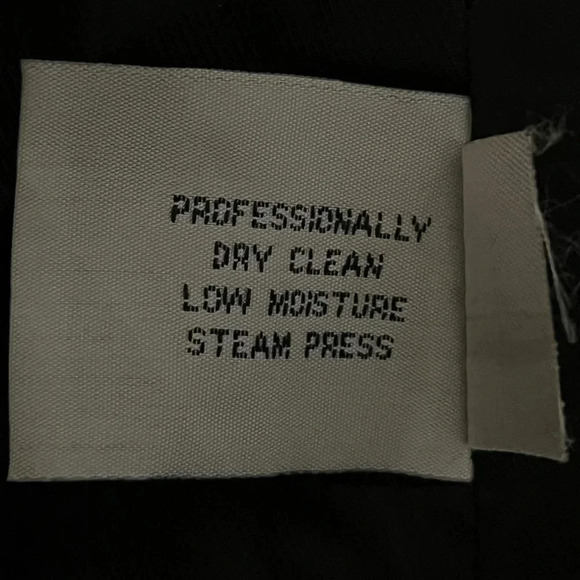 PROFESSIONALLY
DRY CLEAN
LOW MOISTURE
STEAM PRESS